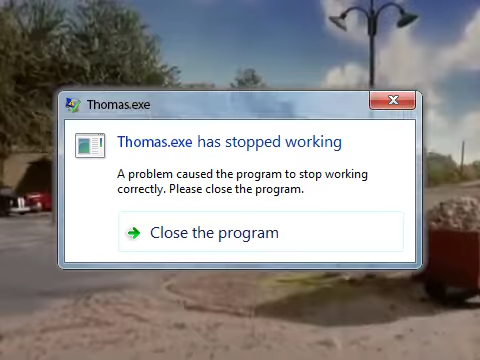 Thomas.exe
Thomas.exe has stopped working
A problem caused the program to stop working
correctly. Please close the program.
Close the program